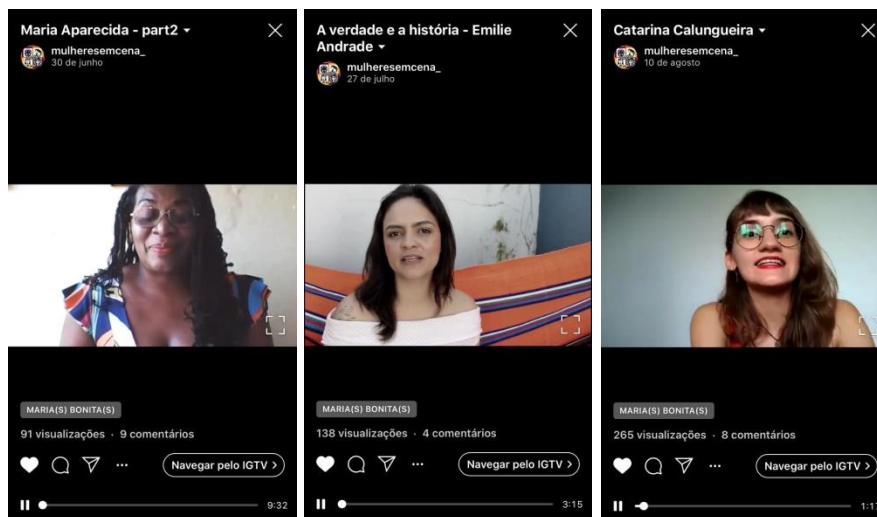 Maria Aparecida - part2
mulheresemcena_
30 de junho
MARIA(S) BONITA(S)
91 visualizações · 9 comentários
Navegar pelo IGTV >
9:32
A verdade e a história - Emilie
Andrade
mulheresemcena_
27 de julho
MARIA(S) BONITA(S)
138 visualizações · 4 comentários
Navegar pelo IGTV >
3:15
Catarina Calungueira
mulheresemcena_
10 de agosto
MARIA(S) BONITA(S)
265 visualizações · 8 comentários
Navegar pelo IGTV >